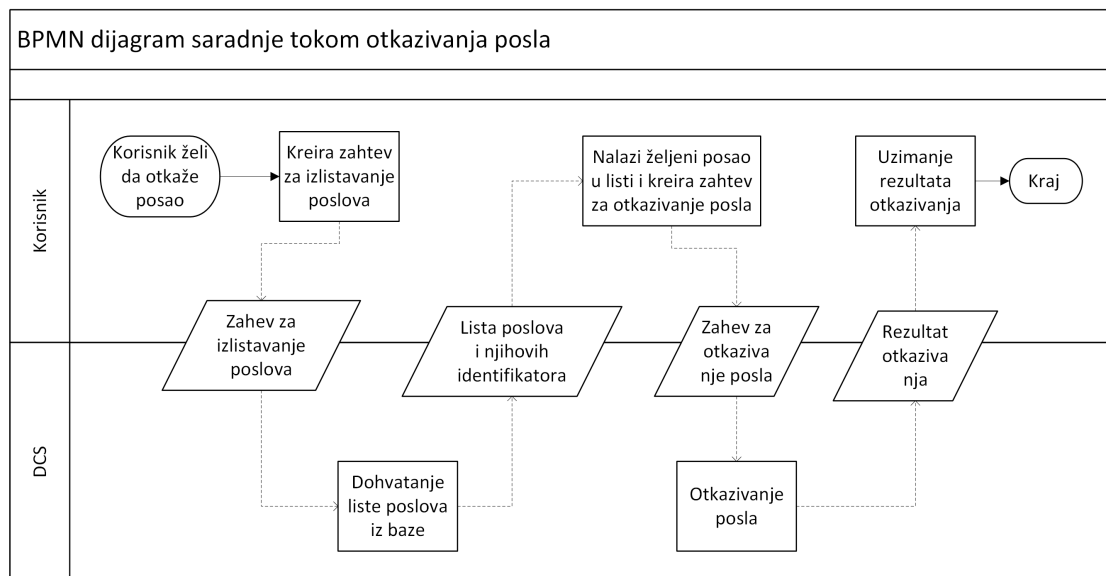 BPMN dijagram saradnje tokom otkazivanja posla
Korisnik
Korisnik želi
da otkaže
posao
Kreira zahtev
za izlistavanje
poslova
Nalazi željeni posao
u listi i kreira zahtev
za otkazivanje posla
Uzimanje
rezultata
otkazivanja
Kraj
Zahev za
izlistavanje
poslova
Lista poslova
i njihovih
identifikatora
Zahev za
otkaziva
nje posla
Rezultat
otkaziva
nja
DCS
Dohvatanje
liste poslova
iz baze
Otkazivanje
posla